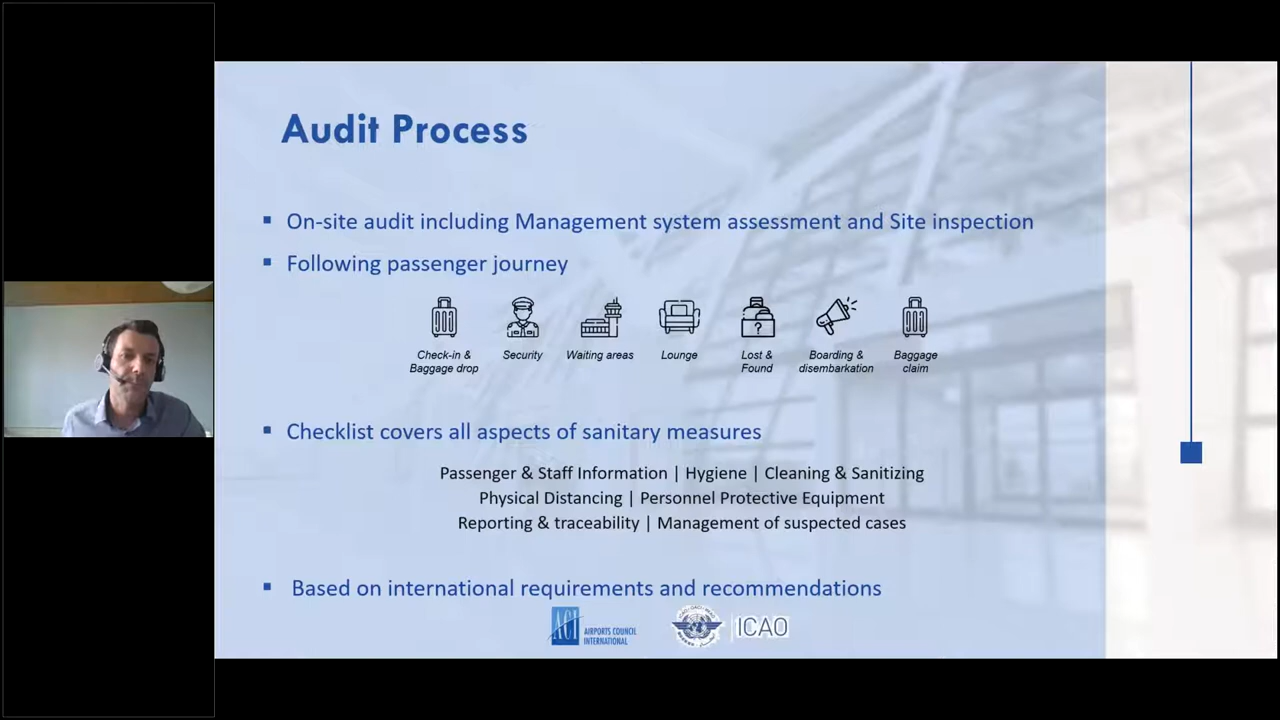 Audit Process
On-site audit including Management system assessment and Site inspection
Following passenger journey
Check-in &
Baggage drop
Security
Waiting areas
Lounge
Lost &
Found
Boarding &
disembarkation
Baggage
claim
?
Checklist covers all aspects of sanitary measures
Passenger & Staff Information | Hygiene | Cleaning & Sanitizing
Physical Distancing | Personnel Protective Equipment
Reporting & traceability | Management of suspected cases
Based on international requirements and recommendations
ACI
AIRPORTS COUNCIL
INTERNATIONAL
ICAO